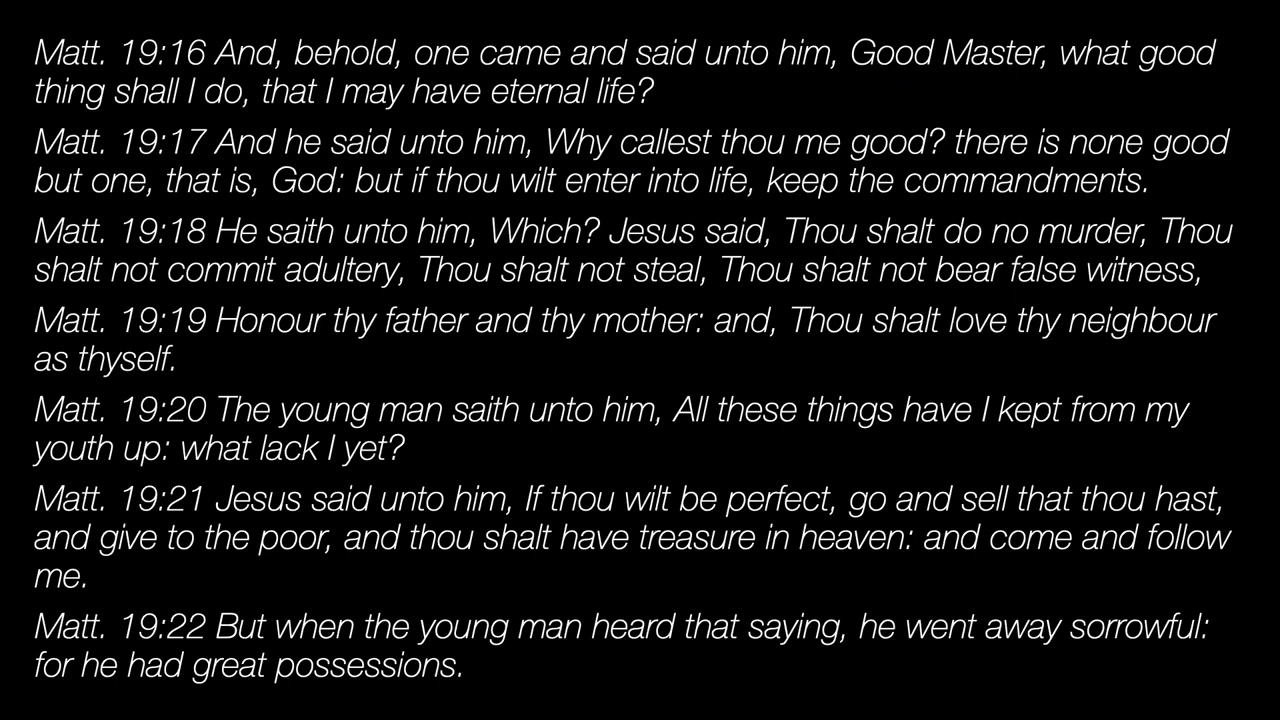 Matt. 19:16 And, behold, one came and said unto him, Good Master, what good
thing shall I do, that I may have eternal life?
Matt. 19:17 And he said unto him, Why callest thou me good? there is none good
but one, that is, God: but if thou wilt enter into life, keep the commandments.
Matt. 19:18 He saith unto him, Which? Jesus said, Thou shalt do no murder, Thou
shalt not commit adultery, Thou shalt not steal, Thou shalt not bear false witness,
Matt. 19:19 Honour thy father and thy mother: and, Thou shalt love thy neighbour
as thyself.
Matt. 19:20 The young man saith unto him, All these things have I kept from my
youth up: what lack I yet?
Matt. 19:21 Jesus said unto him, If thou wilt be perfect, go and sell that thou hast,
and give to the poor, and thou shalt have treasure in heaven: and come and follow
me.
Matt. 19:22 But when the young man heard that saying, he went away sorrowful:
for he had great possessions.